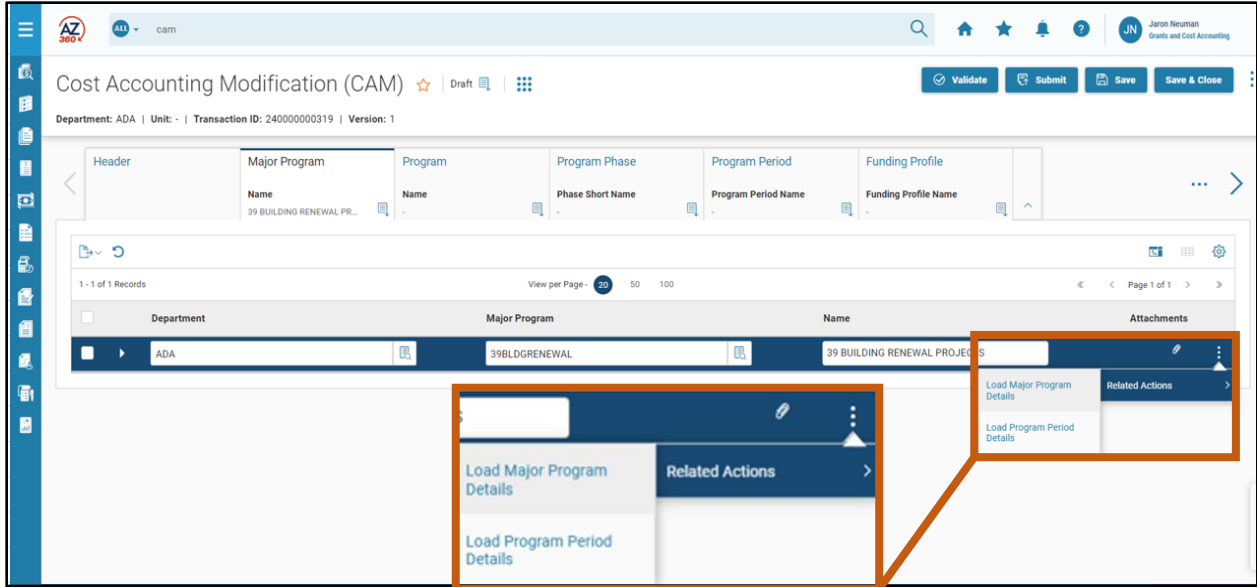 AZ
360
ALL
cam
JN
Jaron Neuman
Grants and Cost Accounting
Cost Accounting Modification (CAM)
Draft
Validate
Submit
Save
Save & Close
Department: ADA | Unit: - | Transaction ID: 240000000319 | Version: 1
Header
Major Program
Program
Program Phase
Program Period
Funding Profile
Name
Name
Phase Short Name
Program Period Name
Funding Profile Name
39 BUILDING RENEWAL PR...
-
-
-
-
1 - 1 of 1 Records
View per Page - 20 50 100
Page 1 of 1
Department
Major Program
Name
Attachments
ADA
39BLDGRENEWAL
39 BUILDING RENEWAL PROJECTS
Load Major Program
Details
Related Actions
Load Program Period
Details
S
Load Major Program
Details
Related Actions
Load Program Period
Details